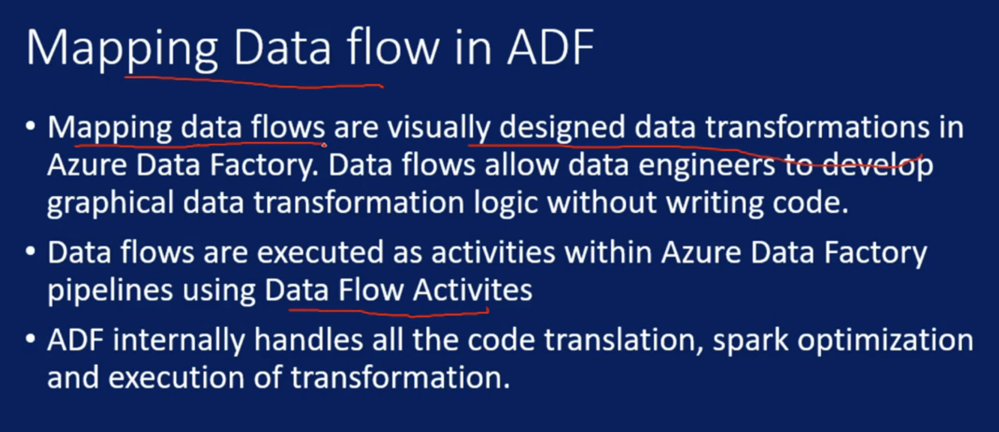 Mapping Data flow in ADF
• Mapping data flows are visually designed data transformations in
Azure Data Factory. Data flows allow data engineers to develop
graphical data transformation logic without writing code.
• Data flows are executed as activities within Azure Data Factory
pipelines using Data Flow Activites
• ADF internally handles all the code translation, spark optimization
and execution of transformation.